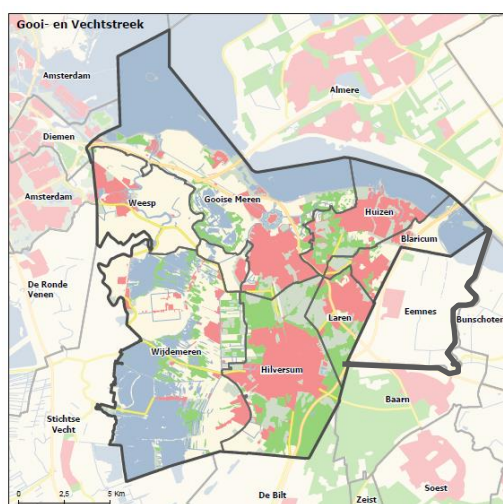 Gooi- en Vechtstreek
Amsterdam
Almere
Diemen
Amsterdam
Weesp
Gooise Meren
Huizen
Blaricum
De Ronde
Venen
Laren
Eemnes
Bunschoten
Wijdemeren
Hilversum
Baarn
Stichtse
Vecht
Soest
De Bilt
Zeist
0 2,5 5 Km